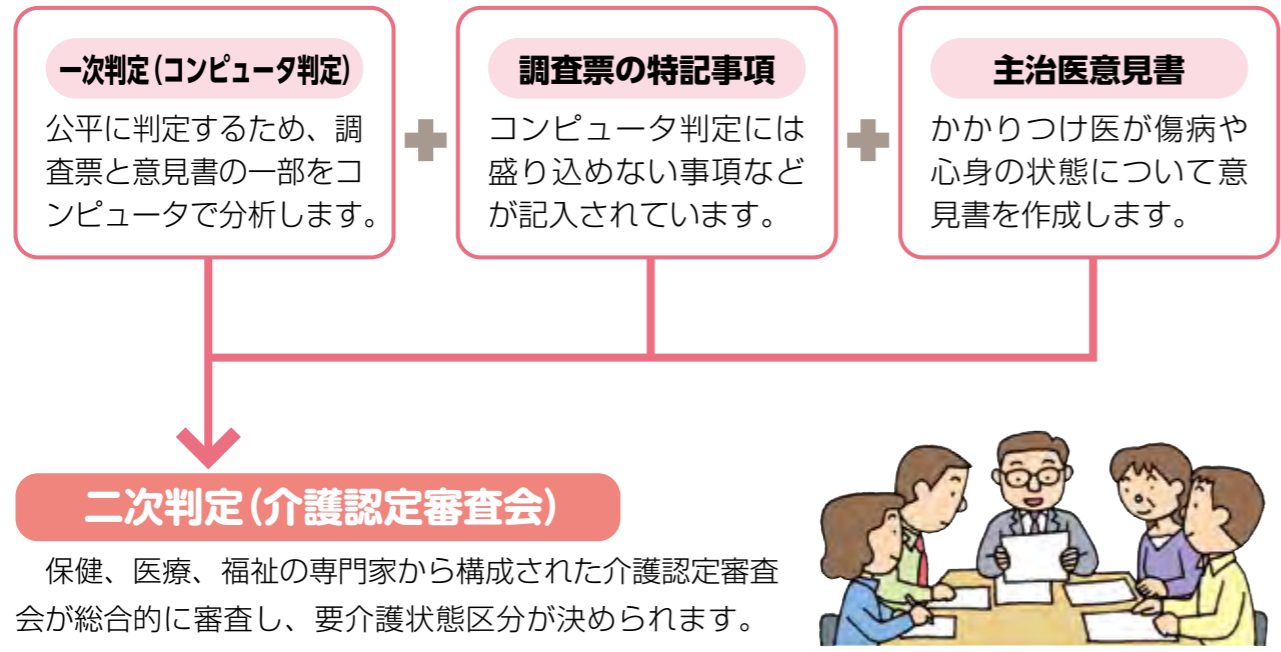 一次判定(コンピュータ判定)
公平に判定するため、調
査票と意見書の一部をコ
ンピュータで分析します。
調査票の特記事項
コンピュータ判定には
盛り込めない事項など
が記入されています。
主治医意見書
かかりつけ医が傷病や
心身の状態について意
見書を作成します。
二次判定(介護認定審査会)
保健、医療、福祉の専門家から構成された介護認定審査
会が総合的に審査し、要介護状態区分が決められます。